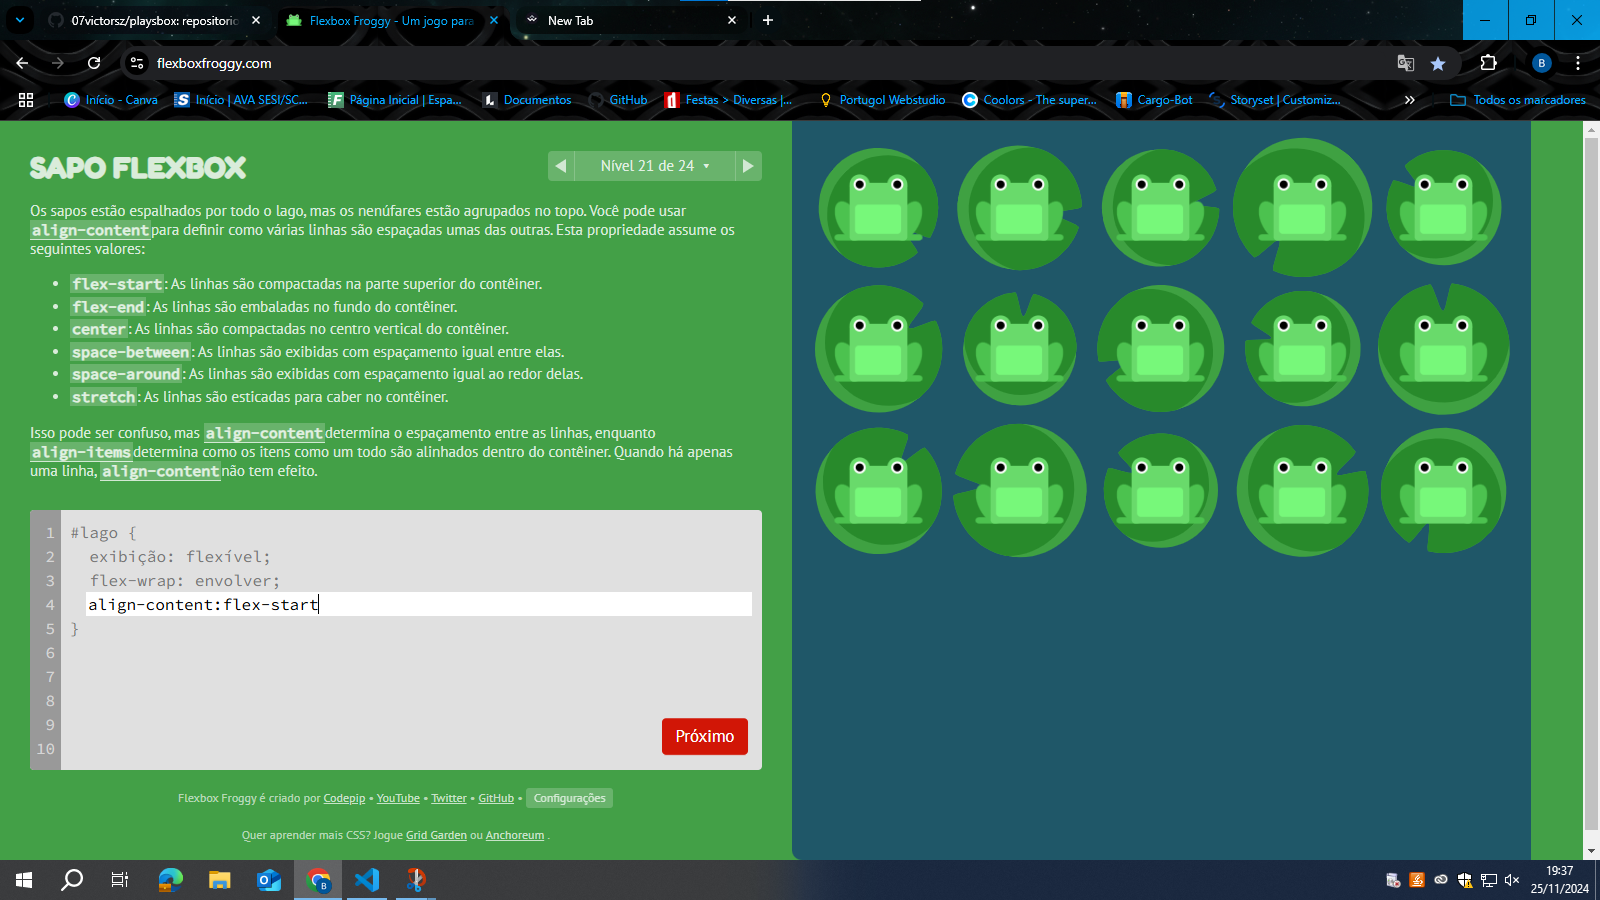 07victorsz/playsbox: repositorio
Flexbox Froggy - Um jogo para
New Tab
flexboxfroggy.com
B
Início - Canva
Início | AVA SESI/SC...
Página Inicial | Espa...
Documentos
GitHub
Festas > Diversas |...
Portugol Webstudio
Coolors - The super...
Cargo-Bot
Storyset | Customiz...
Todos os marcadores
SAPO FLEXBOX
Nível 21 de 24
Os sapos estão espalhados por todo o lago, mas os nenúfares estão agrupados no topo. Você pode usar
align-content para definir como várias linhas são espaçadas umas das outras. Esta propriedade assume os
seguintes valores:
flex-start: As linhas são compactadas na parte superior do contêiner.
flex-end: As linhas são embaladas no fundo do contêiner.
center: As linhas são compactadas no centro vertical do contêiner.
space-between: As linhas são exibidas com espaçamento igual entre elas.
space-around: As linhas são exibidas com espaçamento igual ao redor delas.
stretch: As linhas são esticadas para caber no contêiner.
Isso pode ser confuso, mas align-content determina o espaçamento entre as linhas, enquanto
align-items determina como os itens como um todo são alinhados dentro do contêiner. Quando há apenas
uma linha, align-content não tem efeito.
1 #lago {
2 exibição: flexível;
3 flex-wrap: envolver;
4 align-content:flex-start
5 }
6
7
8
9
10
Próximo
Flexbox Froggy é criado por Codepip • YouTube • Twitter • GitHub • Configurações
Quer aprender mais CSS? Jogue Grid Garden ou Anchoreum .
19:37
25/11/2024